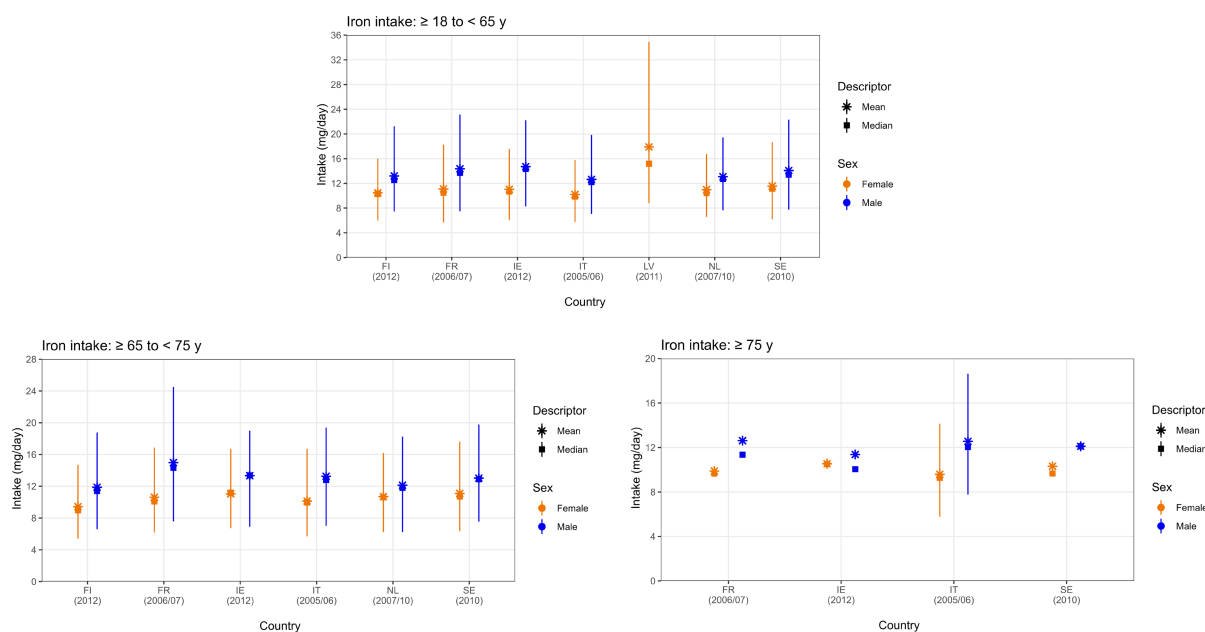 Iron intake: ≥ 18 to < 65 y
36
32
28
24
20
16
12
8
4
0
Intake (mg/day)
FI
(2012)
FR
(2006/07)
IE
(2012)
IT
(2005/06)
LV
(2011)
NL
(2007/10)
SE
(2010)
Country
Descriptor
Mean
Median
Sex
Female
Male
Iron intake: ≥ 65 to < 75 y
28
24
20
16
12
8
4
0
Intake (mg/day)
FI
(2012)
FR
(2006/07)
IE
(2012)
IT
(2005/06)
NL
(2007/10)
SE
(2010)
Country
Descriptor
Mean
Median
Sex
Female
Male
Iron intake: ≥ 75 y
20
16
12
8
4
0
Intake (mg/day)
FR
(2006/07)
IE
(2012)
IT
(2005/06)
SE
(2010)
Country
Descriptor
Mean
Median
Sex
Female
Male